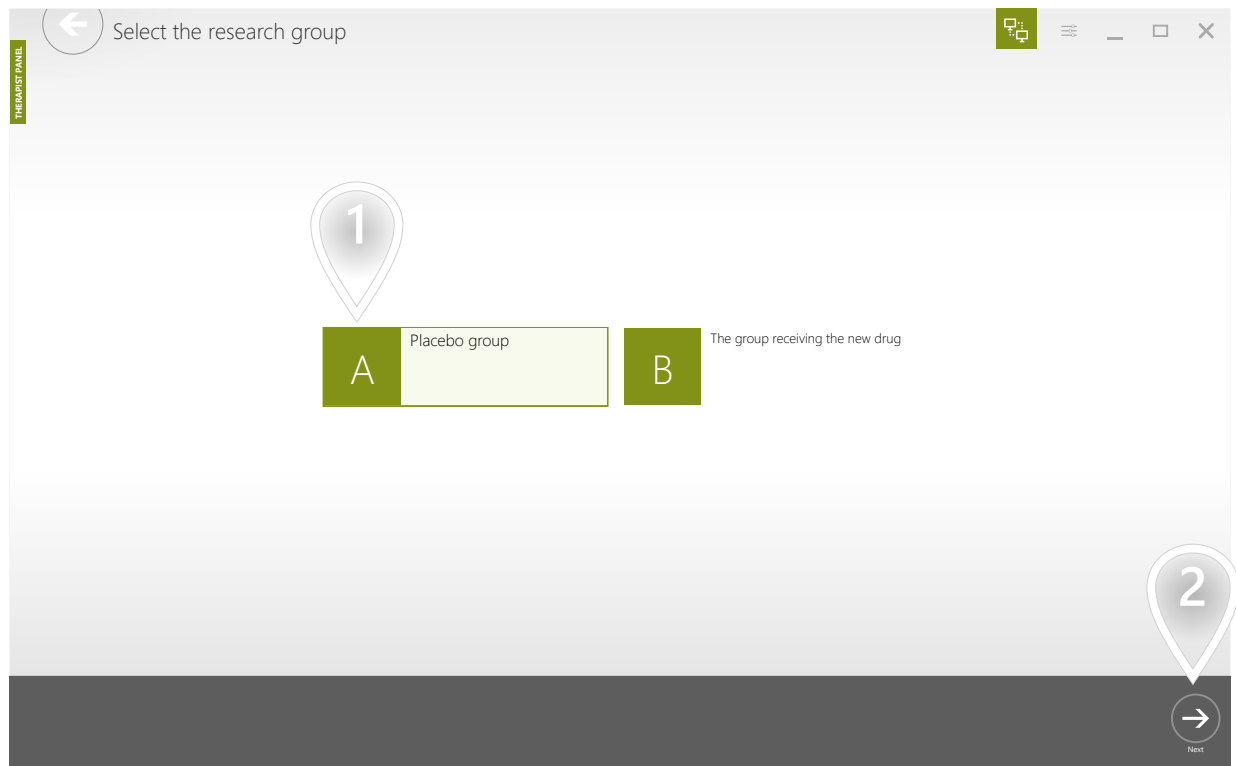 Select the research group
THERAPIST PANEL
1
A
Placebo group
B
The group receiving the new drug
2
Next